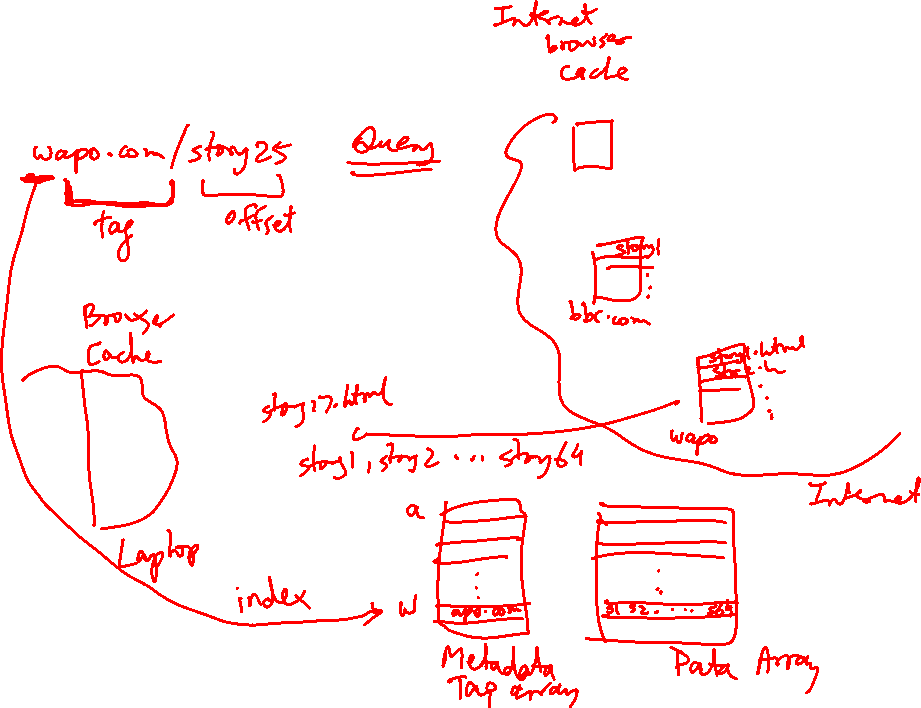 Internet
browser
cache
wapo.com/story25
Query
tag
offset
story1
bbc.com
Browser
Cache
story1.html
wapo
story27.html
story1, story2 ... story64
Internet
Laptop
index
a
w
apo.com
s1 s2 . . . . s64
Metadata
Tag array
Data Array